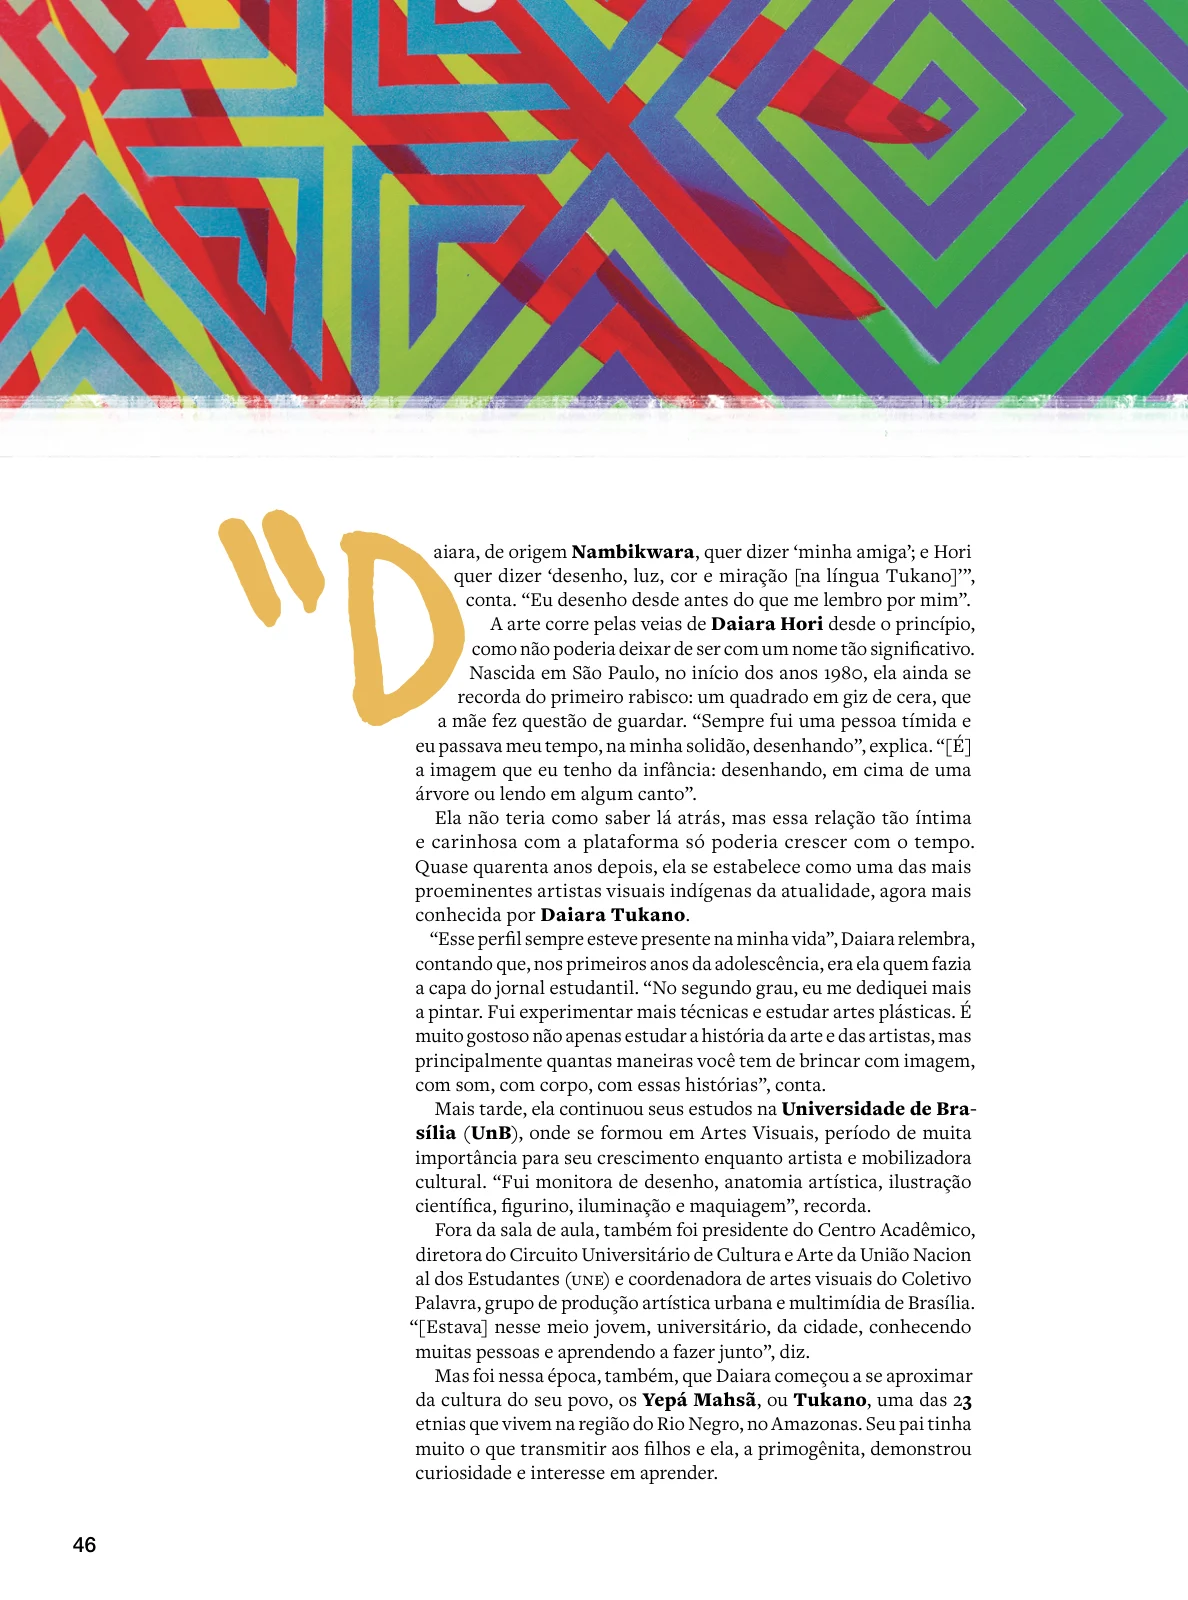 "Daiara, de origem Nambikwara, quer dizer ‘minha amiga’; e Hori
quer dizer ‘desenho, luz, cor e miração [na língua Tukano]’”,
conta. “Eu desenho desde antes do que me lembro por mim”.
A arte corre pelas veias de Daiara Hori desde o princípio,
como não poderia deixar de ser com um nome tão significativo.
Nascida em São Paulo, no início dos anos 1980, ela ainda se
recorda do primeiro rabisco: um quadrado em giz de cera, que
a mãe fez questão de guardar. “Sempre fui uma pessoa tímida e
eu passava meu tempo, na minha solidão, desenhando”, explica. “[É]
a imagem que eu tenho da infância: desenhando, em cima de uma
árvore ou lendo em algum canto”.
Ela não teria como saber lá atrás, mas essa relação tão íntima
e carinhosa com a plataforma só poderia crescer com o tempo.
Quase quarenta anos depois, ela se estabelece como uma das mais
proeminentes artistas visuais indígenas da atualidade, agora mais
conhecida por Daiara Tukano.
“Esse perfil sempre esteve presente na minha vida”, Daiara relembra,
contando que, nos primeiros anos da adolescência, era ela quem fazia
a capa do jornal estudantil. “No segundo grau, eu me dediquei mais
a pintar. Fui experimentar mais técnicas e estudar artes plásticas. É
muito gostoso não apenas estudar a história da arte e das artistas, mas
principalmente quantas maneiras você tem de brincar com imagem,
com som, com corpo, com essas histórias”, conta.
Mais tarde, ela continuou seus estudos na Universidade de Bra-
sília (UnB), onde se formou em Artes Visuais, período de muita
importância para seu crescimento enquanto artista e mobilizadora
cultural. “Fui monitora de desenho, anatomia artística, ilustração
científica, figurino, iluminação e maquiagem”, recorda.
Fora da sala de aula, também foi presidente do Centro Acadêmico,
diretora do Circuito Universitário de Cultura e Arte da União Nacion
al dos Estudantes (UNE) e coordenadora de artes visuais do Coletivo
Palavra, grupo de produção artística urbana e multimídia de Brasília.
“[Estava] nesse meio jovem, universitário, da cidade, conhecendo
muitas pessoas e aprendendo a fazer junto”, diz.
Mas foi nessa época, também, que Daiara começou a se aproximar
da cultura do seu povo, os Yepá Mahsã, ou Tukano, uma das 23
etnias que vivem na região do Rio Negro, no Amazonas. Seu pai tinha
muito o que transmitir aos filhos e ela, a primogênita, demonstrou
curiosidade e interesse em aprender.
46